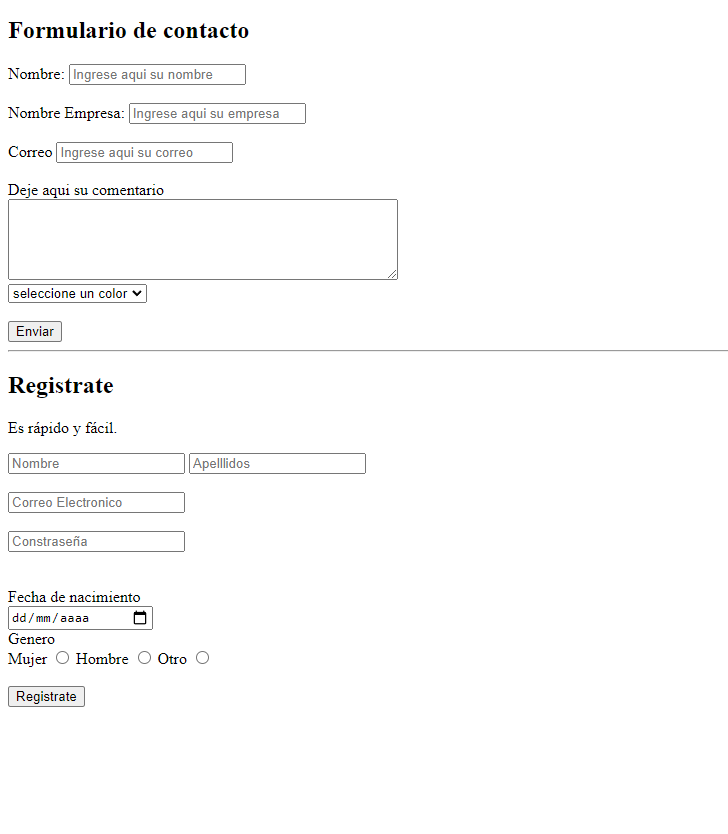 Formulario de contacto
Nombre: Ingrese aqui su nombre
Nombre Empresa: Ingrese aqui su empresa
Correo Ingrese aqui su correo
Deje aqui su comentario
seleccione un color
Enviar
Registrate
Es rápido y fácil.
Nombre Apelllidos
Correo Electronico
Constraseña
Fecha de nacimiento
dd/mm/aaaa
Genero
Mujer Hombre Otro
Registrate